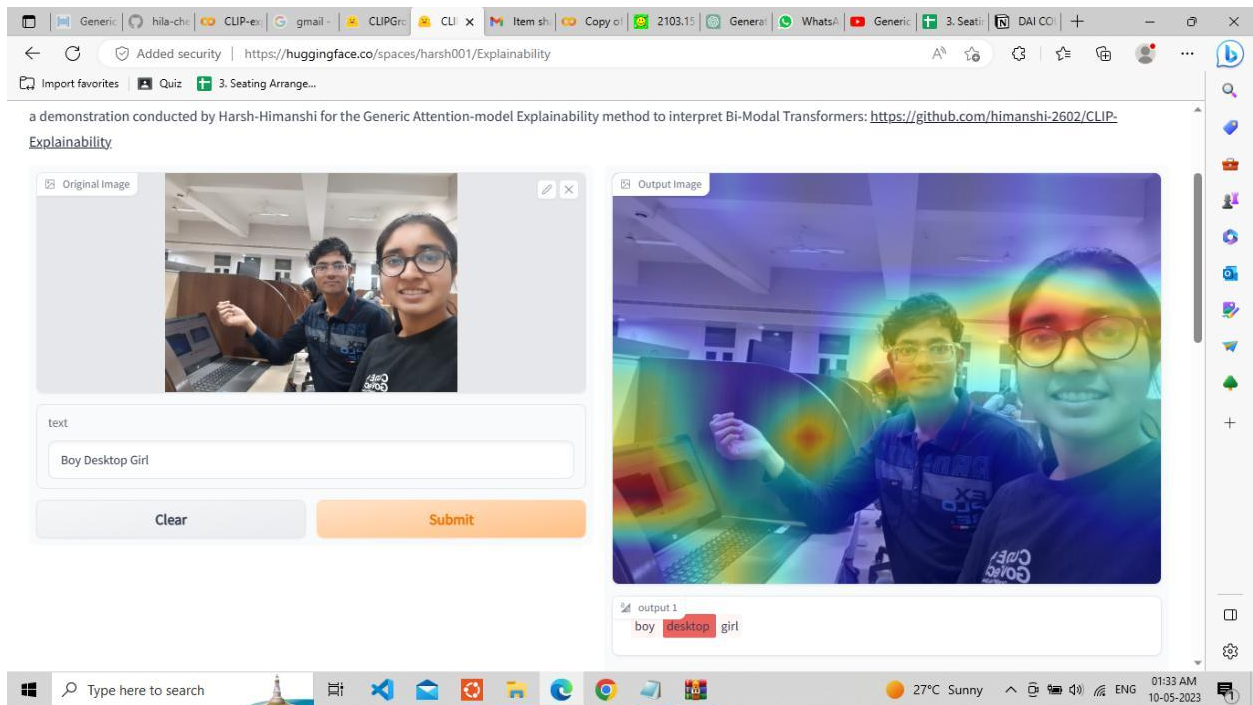 Generic
hila-che
CLIP-ex
gmail -
CLIPGro
CLI
Item sh
Copy of
2103.15
Generat
WhatsA
Generic
3. Seatin
DAI CO
Added security
https://huggingface.co/spaces/harsh001/Explainability
Import favorites
Quiz
3. Seating Arrange...
a demonstration conducted by Harsh-Himanshi for the Generic Attention-model Explainability method to interpret Bi-Modal Transformers: https://github.com/himanshi-2602/CLIP-
Explainability
Original Image
Output Image
text
Boy Desktop Girl
Clear
Submit
output 1
boy desktop girl
Type here to search
27°C Sunny
ENG
01:33 AM
10-05-2023